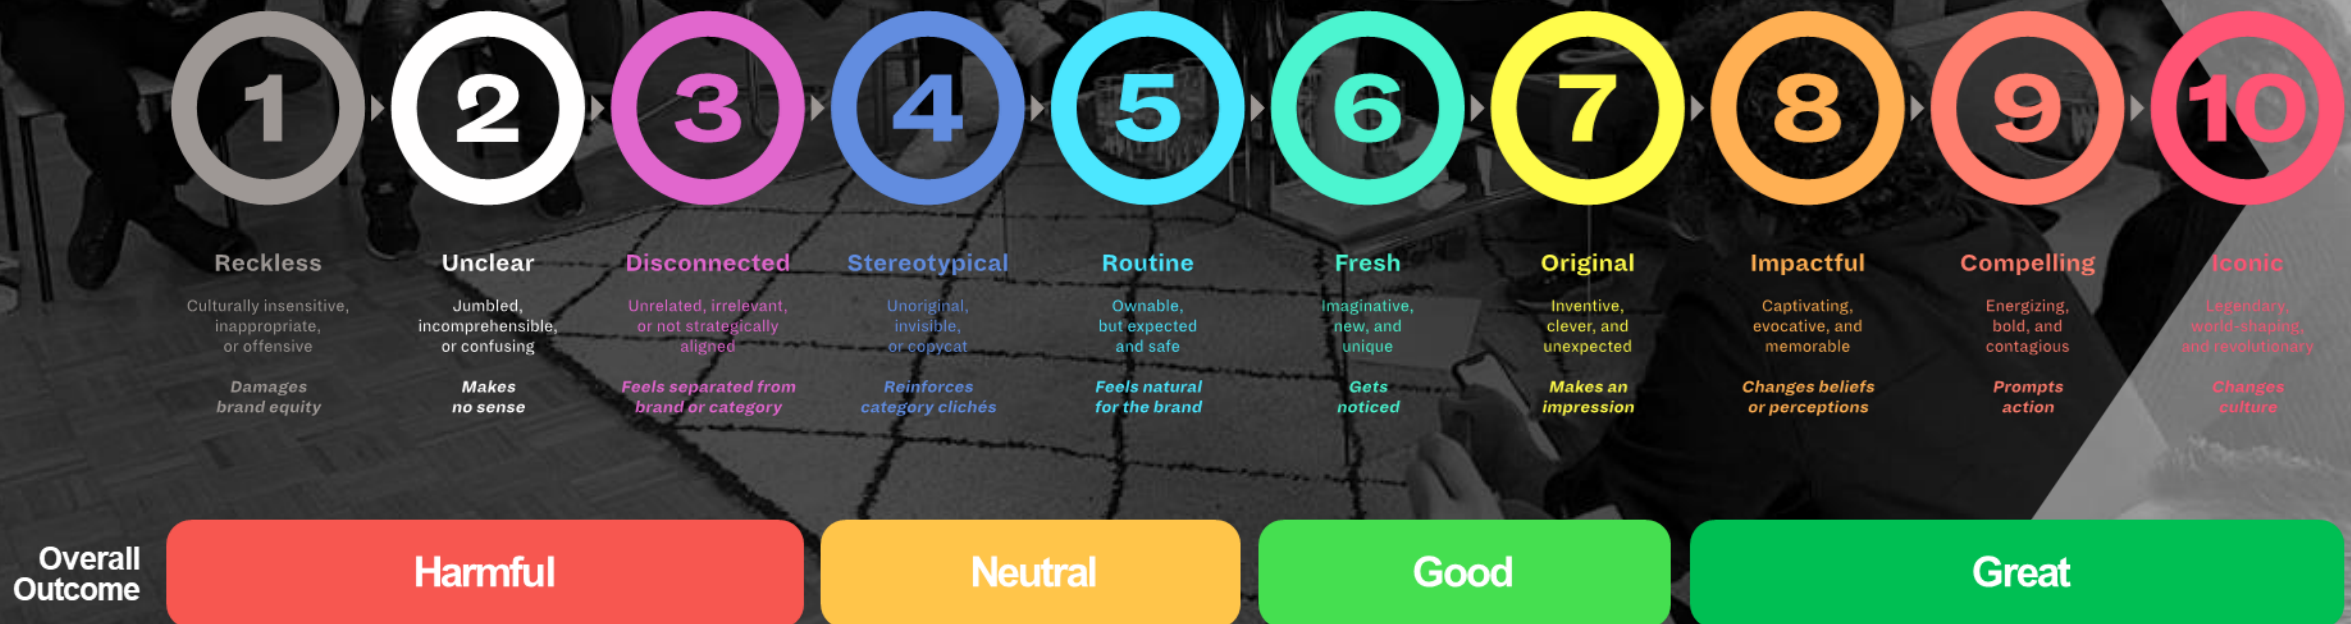 1
2
3
4
5
6
7
8
9
10
Reckless
Culturally insensitive,
inappropriate,
or offensive
Damages
brand equity
Unclear
Jumbled,
incomprehensible,
or confusing
Makes
no sense
Disconnected
Unrelated, irrelevant,
or not strategically
aligned
Feels separated from
brand or category
Stereotypical
Unoriginal,
invisible,
or copycat
Reinforces
category clichés
Routine
Ownable,
but expected
and safe
Feels natural
for the brand
Fresh
Imaginative,
new, and
unique
Gets
noticed
Original
Inventive,
clever, and
unexpected
Makes an
impression
Impactful
Captivating,
evocative, and
memorable
Changes beliefs
or perceptions
Compelling
Energizing,
bold, and
contagious
Prompts
action
Iconic
Legendary,
world-shaping,
and revolutionary
Changes
culture
Overall
Outcome
Harmful
Neutral
Good
Great